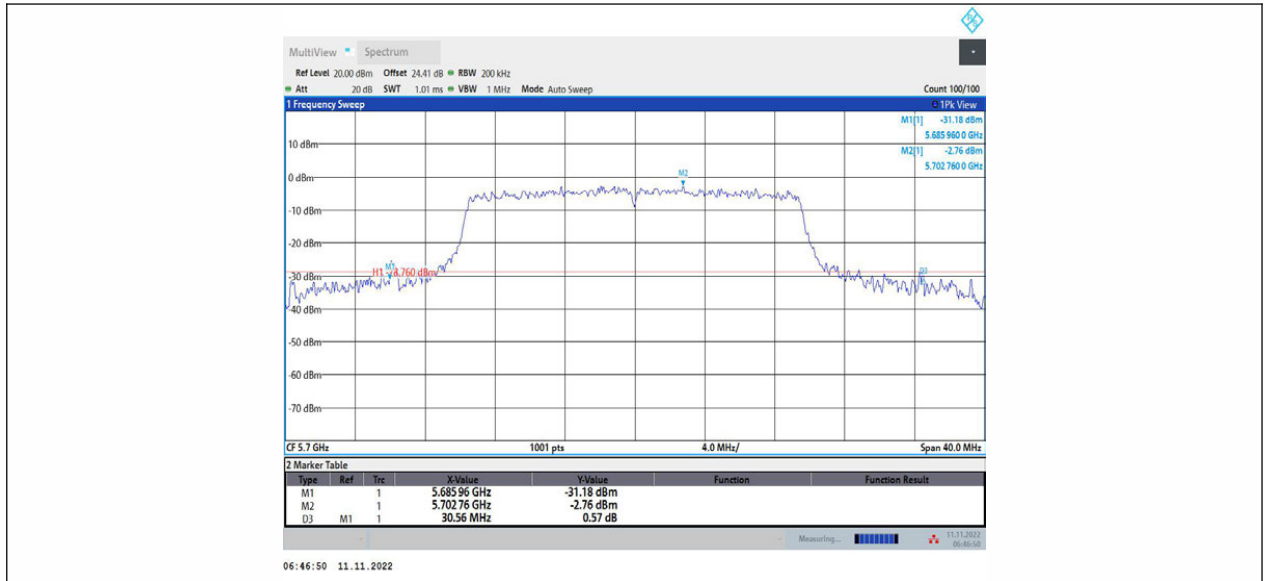 MultiView Spectrum
Ref Level 20.00 dBm Offset 24.41 dB RBW 200 kHz
Att 20 dB SWT 1.01 ms VBW 1 MHz Mode Auto Sweep Count 100/100
1 Frequency Sweep 1Pk View
M1[1] -31.18 dBm
5.685 960 0 GHz
M2[1] -2.76 dBm
5.702 760 0 GHz
10 dBm
M2
0 dBm
-10 dBm
-20 dBm
M1
H1 -28.760 dBm
D3
-30 dBm
-40 dBm
-50 dBm
-60 dBm
-70 dBm
CF 5.7 GHz 1001 pts 4.0 MHz/ Span 40.0 MHz
2 Marker Table
Type Ref Trc X-Value Y-Value Function Function Result
M1 1 5.685 96 GHz -31.18 dBm
M2 1 5.702 76 GHz -2.76 dBm
D3 M1 1 30.56 MHz 0.57 dB
Measuring... 11.11.2022
06:46:50
06:46:50 11.11.2022